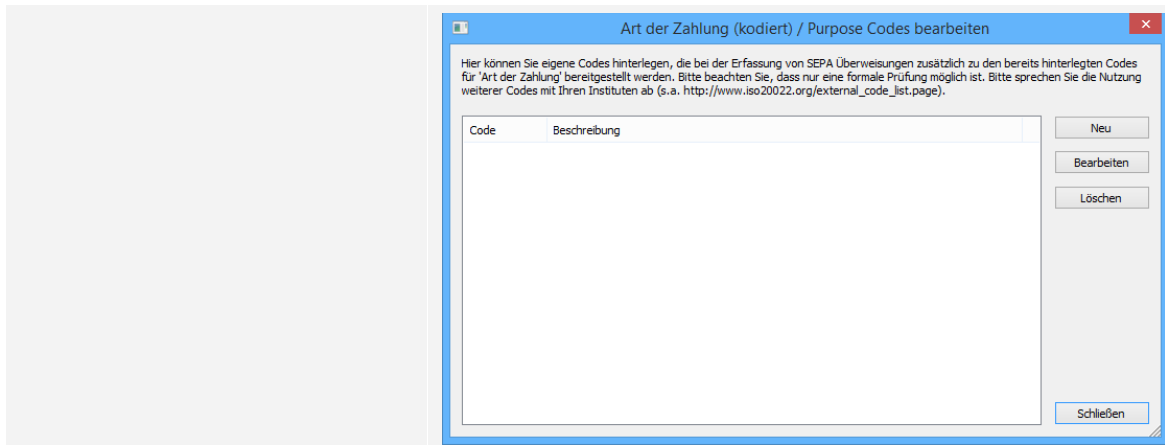 Art der Zahlung (kodiert) / Purpose Codes bearbeiten
Hier können Sie eigene Codes hinterlegen, die bei der Erfassung von SEPA Überweisungen zusätzlich zu den bereits hinterlegten Codes
für 'Art der Zahlung' bereitgestellt werden. Bitte beachten Sie, dass nur eine formale Prüfung möglich ist. Bitte sprechen Sie die Nutzung
weiterer Codes mit Ihren Instituten ab (s.a. http://www.iso20022.org/external_code_list.page).
Code Beschreibung
Neu
Bearbeiten
Löschen
Schließen